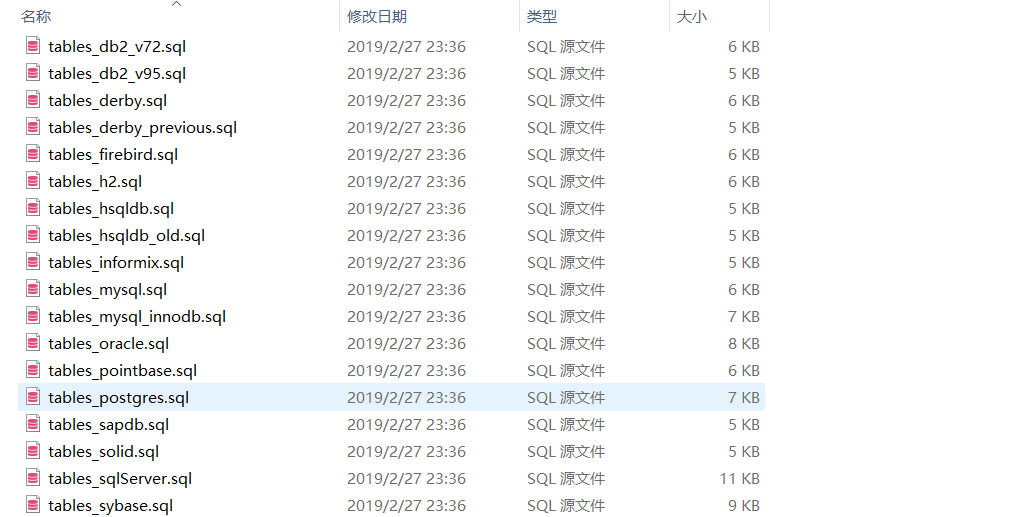 名称 修改日期 类型 大小
tables_db2_v72.sql 2019/2/27 23:36 SQL 源文件 6 KB
tables_db2_v95.sql 2019/2/27 23:36 SQL 源文件 5 KB
tables_derby.sql 2019/2/27 23:36 SQL 源文件 6 KB
tables_derby_previous.sql 2019/2/27 23:36 SQL 源文件 5 KB
tables_firebird.sql 2019/2/27 23:36 SQL 源文件 6 KB
tables_h2.sql 2019/2/27 23:36 SQL 源文件 6 KB
tables_hsqldb.sql 2019/2/27 23:36 SQL 源文件 5 KB
tables_hsqldb_old.sql 2019/2/27 23:36 SQL 源文件 5 KB
tables_informix.sql 2019/2/27 23:36 SQL 源文件 5 KB
tables_mysql.sql 2019/2/27 23:36 SQL 源文件 6 KB
tables_mysql_innodb.sql 2019/2/27 23:36 SQL 源文件 7 KB
tables_oracle.sql 2019/2/27 23:36 SQL 源文件 8 KB
tables_pointbase.sql 2019/2/27 23:36 SQL 源文件 6 KB
tables_postgres.sql 2019/2/27 23:36 SQL 源文件 7 KB
tables_sapdb.sql 2019/2/27 23:36 SQL 源文件 5 KB
tables_solid.sql 2019/2/27 23:36 SQL 源文件 5 KB
tables_sqlServer.sql 2019/2/27 23:36 SQL 源文件 11 KB
tables_sybase.sql 2019/2/27 23:36 SQL 源文件 9 KB